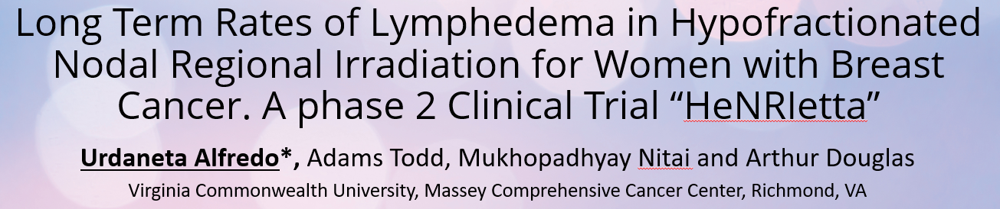 Long Term Rates of Lymphedema in Hypofractionated
Nodal Regional Irradiation for Women with Breast
Cancer. A phase 2 Clinical Trial “HeNRIetta”
Urdaneta Alfredo*, Adams Todd, Mukhopadhyay Nitai and Arthur Douglas
Virginia Commonwealth University, Massey Comprehensive Cancer Center, Richmond, VA